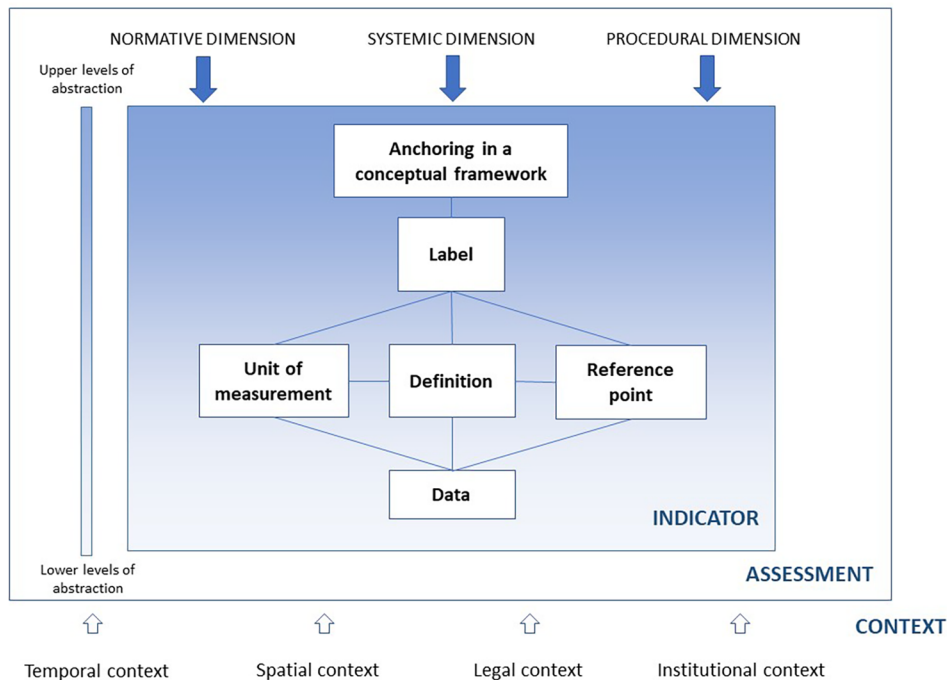 NORMATIVE DIMENSION
SYSTEMIC DIMENSION
PROCEDURAL DIMENSION
Upper levels of
abstraction
Anchoring in a
conceptual framework
Label
Unit of
measurement
Definition
Reference
point
Data
INDICATOR
Lower levels of
abstraction
ASSESSMENT
CONTEXT
Temporal context
Spatial context
Legal context
Institutional context